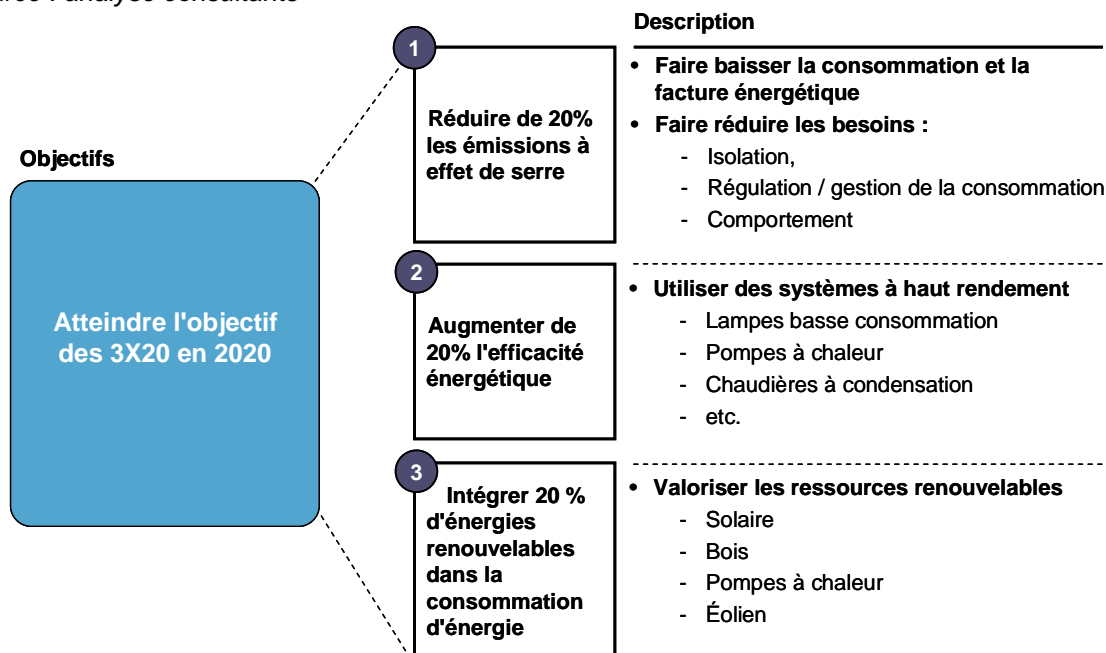 analyse consultants
Description
Objectifs
Atteindre l'objectif
des 3X20 en 2020
1
Réduire de 20%
les émissions à
effet de serre
• Faire baisser la consommation et la
facture énergétique
• Faire réduire les besoins :
- Isolation,
- Régulation / gestion de la consommation
- Comportement
2
Augmenter de
20% l'efficacité
énergétique
• Utiliser des systèmes à haut rendement
- Lampes basse consommation
- Pompes à chaleur
- Chaudières à condensation
- etc.
3
Intégrer 20 %
d'énergies
renouvelables
dans la
consommation
d'énergie
• Valoriser les ressources renouvelables
- Solaire
- Bois
- Pompes à chaleur
- Éolien